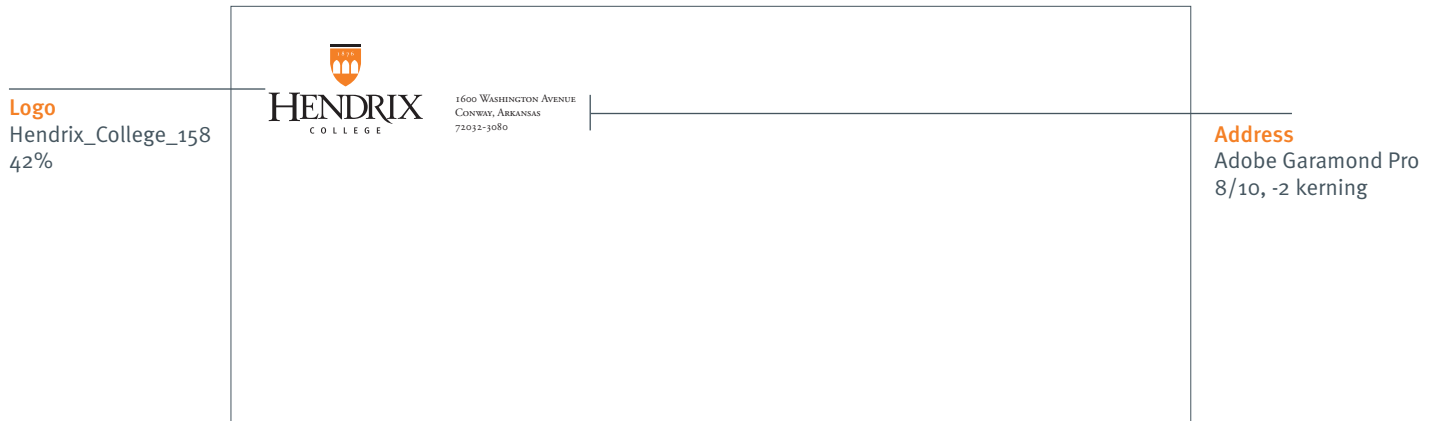 Logo
Hendrix_College_158
42%
1836
HENDRIX
COLLEGE
1600 Washington Avenue
Conway, Arkansas
72032-3080
Address
Adobe Garamond Pro
8/10, -2 kerning